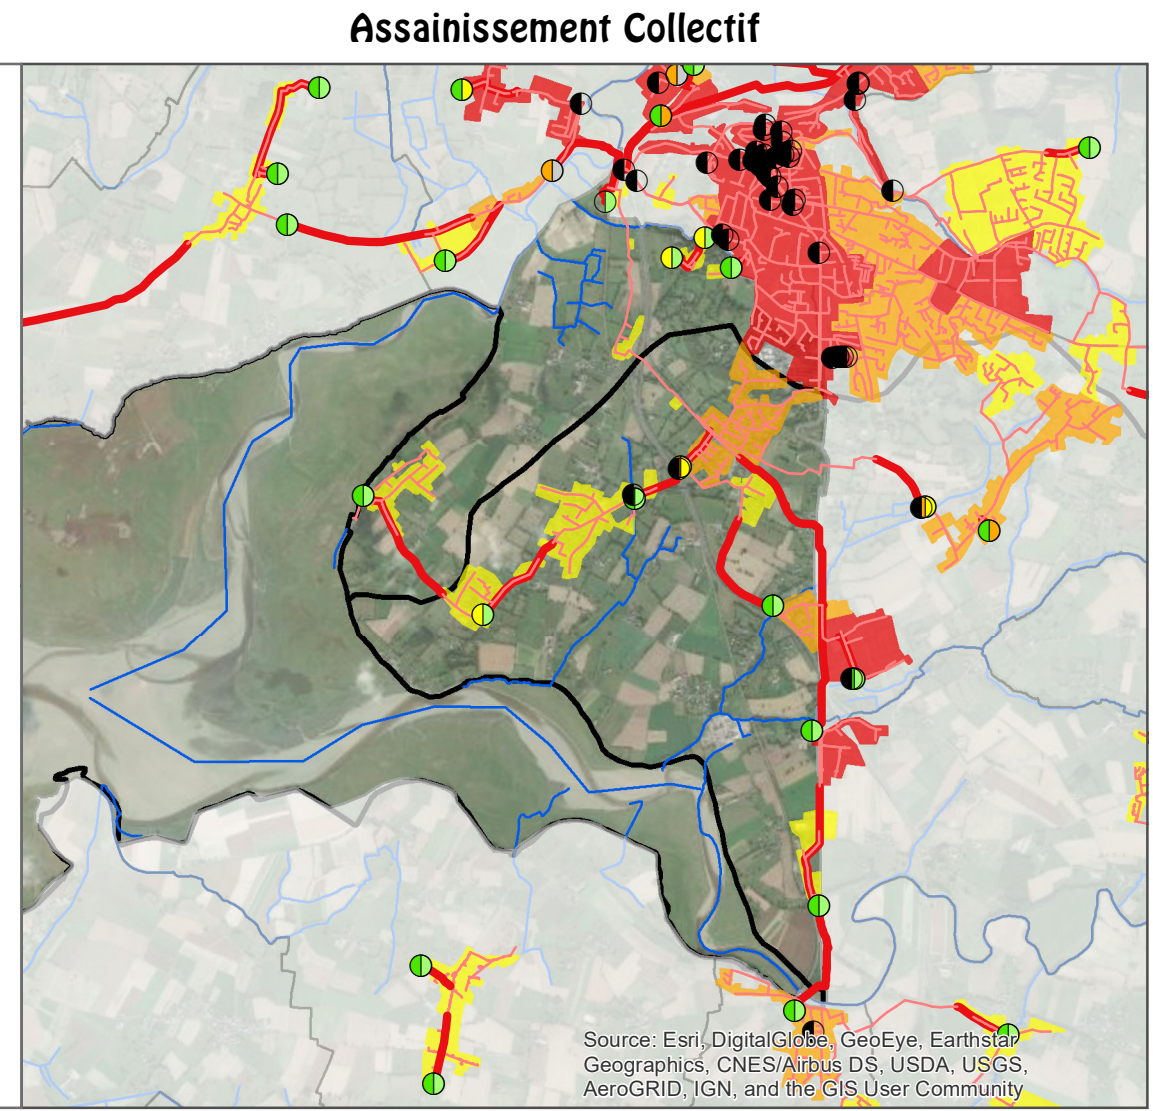 Assainissement Collectif
Source: Esri, DigitalGlobe, GeoEye, Earthstar
Geographics, CNES/Airbus DS, USDA, USGS,
AeroGRID, IGN, and the GIS User Community